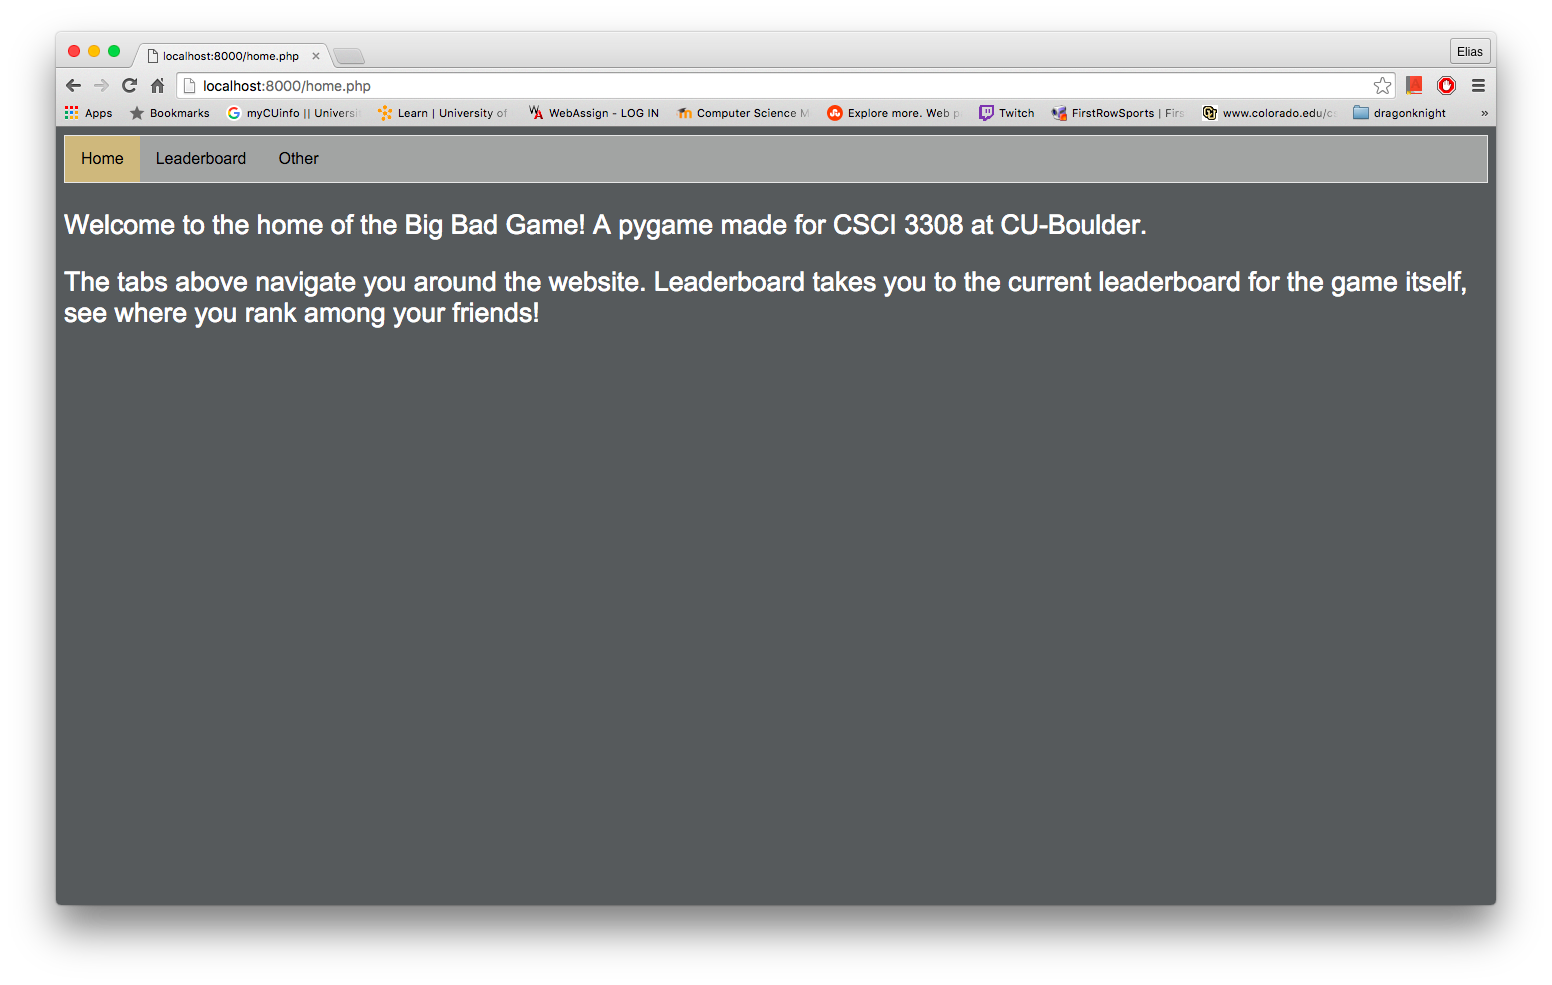 localhost:8000/home.php
Elias
localhost:8000/home.php
Apps Bookmarks myCUinfo || Universi Learn | University of WebAssign - LOG IN Computer Science M Explore more. Web p Twitch FirstRowSports | Firs www.colorado.edu/cs dragonknight »
Home Leaderboard Other
Welcome to the home of the Big Bad Game! A pygame made for CSCI 3308 at CU-Boulder.
The tabs above navigate you around the website. Leaderboard takes you to the current leaderboard for the game itself,
see where you rank among your friends!